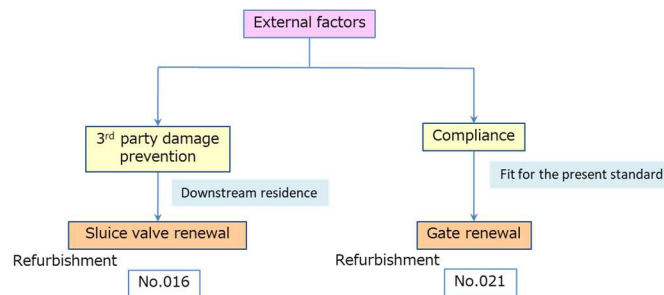 External factors
3rd party damage
prevention
Compliance
Downstream residence
Fit for the present standard
Sluice valve renewal
Gate renewal
Refurbishment
Refurbishment
No.016
No.021